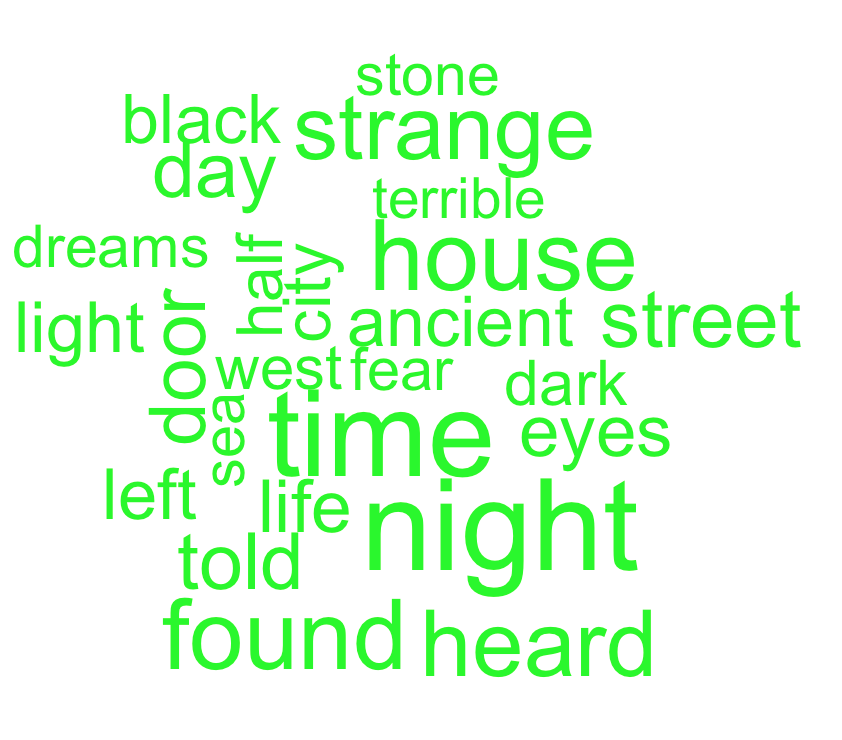 stone
black
strange
day
terrible
dreams
half
city
house
light
door
ancient
street
west
fear
dark
sea
time
eyes
left
life
night
told
found
heard